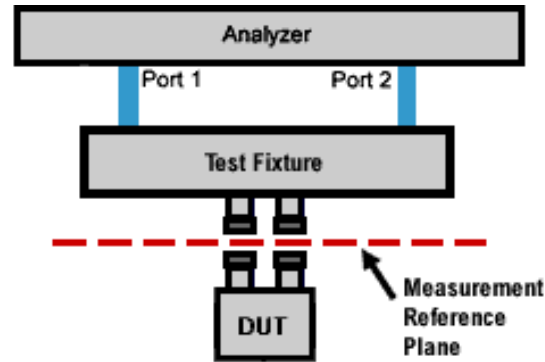 Analyzer
Port 1
Port 2
Test Fixture
DUT
Measurement
Reference
Plane